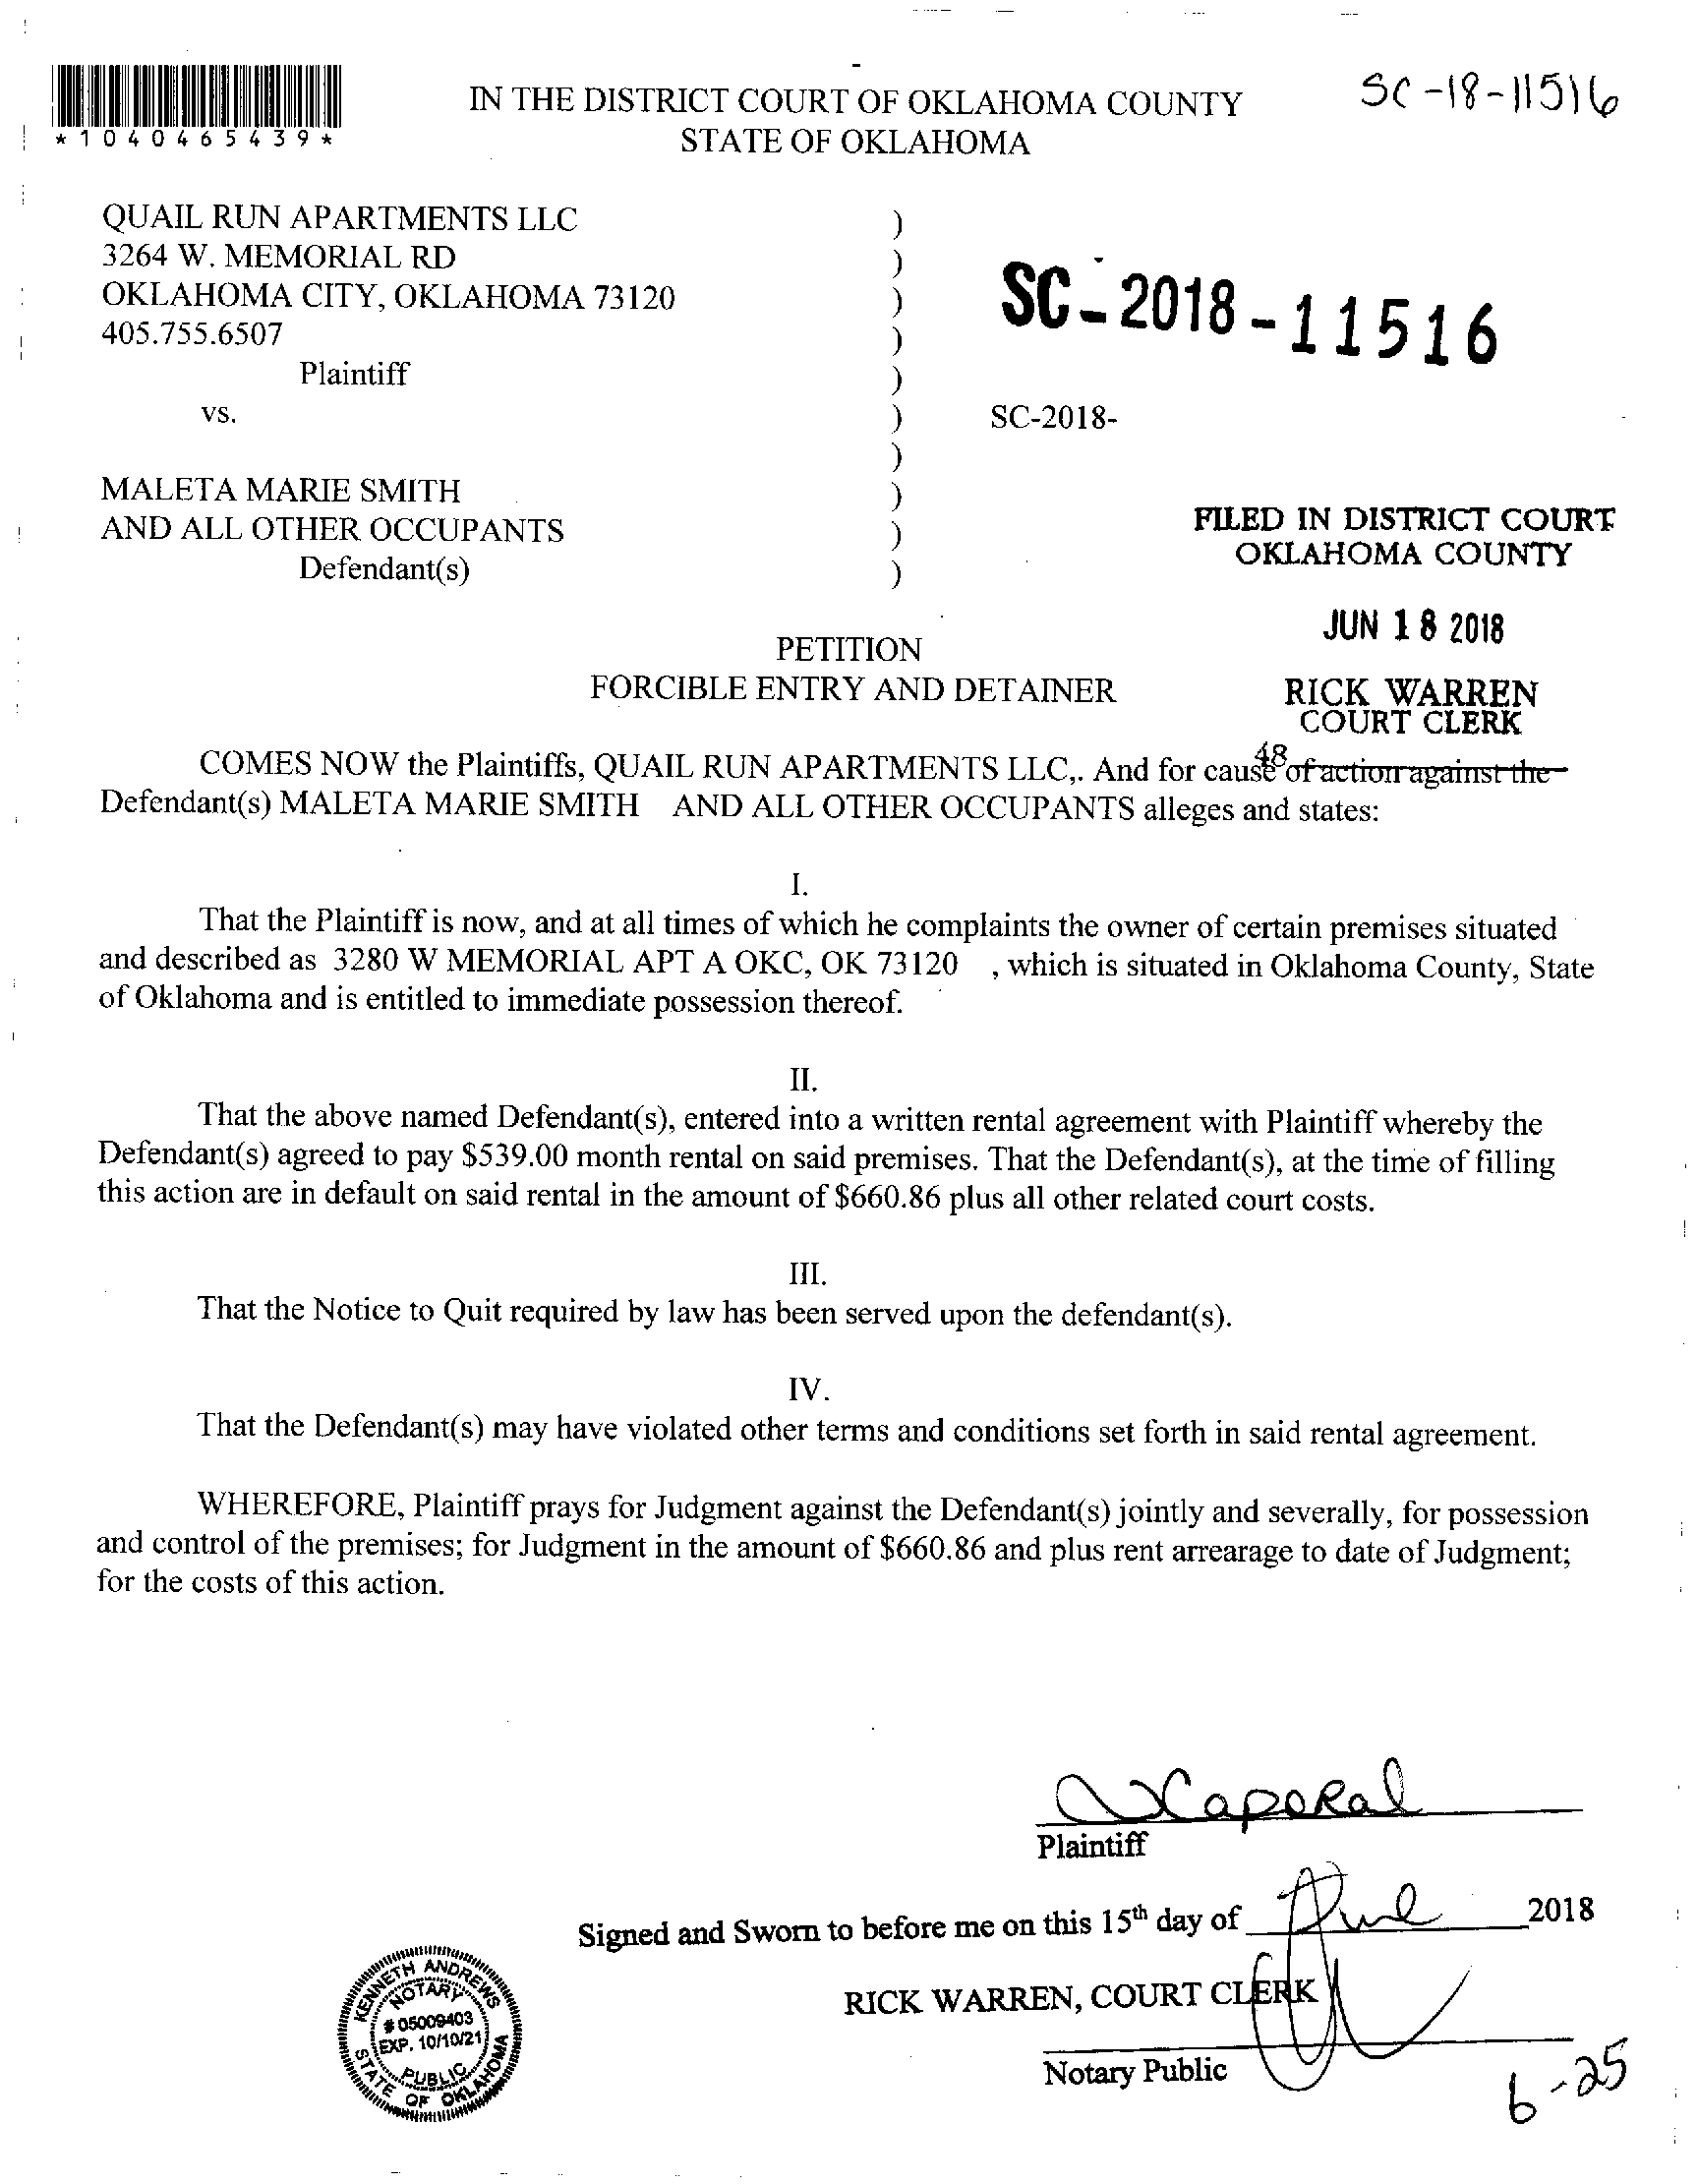 SC-18-11516
*1040465439*
IN THE DISTRICT COURT OF OKLAHOMA COUNTY
STATE OF OKLAHOMA
QUAIL RUN APARTMENTS LLC )
3264 W. MEMORIAL RD )
OKLAHOMA CITY, OKLAHOMA 73120 )
405.755.6507 )
Plaintiff )
SC-2018-11516
vs. ) SC-2018-
)
MALETA MARIE SMITH )
AND ALL OTHER OCCUPANTS )
Defendant(s) )
FILED IN DISTRICT COURT
OKLAHOMA COUNTY
JUN 18 2018
RICK WARREN
COURT CLERK
48
PETITION
FORCIBLE ENTRY AND DETAINER
COMES NOW the Plaintiffs, QUAIL RUN APARTMENTS LLC,. And for cause of action against the
Defendant(s) MALETA MARIE SMITH AND ALL OTHER OCCUPANTS alleges and states:
I.
That the Plaintiff is now, and at all times of which he complaints the owner of certain premises situated
and described as 3280 W MEMORIAL APT A OKC, OK 73120 , which is situated in Oklahoma County, State
of Oklahoma and is entitled to immediate possession thereof.
II.
That the above named Defendant(s), entered into a written rental agreement with Plaintiff whereby the
Defendant(s) agreed to pay $539.00 month rental on said premises. That the Defendant(s), at the time of filling
this action are in default on said rental in the amount of $660.86 plus all other related court costs.
III.
That the Notice to Quit required by law has been served upon the defendant(s).
IV.
That the Defendant(s) may have violated other terms and conditions set forth in said rental agreement.
WHEREFORE, Plaintiff prays for Judgment against the Defendant(s) jointly and severally, for possession
and control of the premises; for Judgment in the amount of $660.86 and plus rent arrearage to date of Judgment;
for the costs of this action.
Caporal
Plaintiff
Signed and Sworn to before me on this 15th day of June 2018
RICK WARREN, COURT CLERK
Notary Public
6-25
KENNETH ANDREWS
NOTARY
# 05009403
EXP. 10/10/21
PUBLIC
STATE OF OKLAHOMA